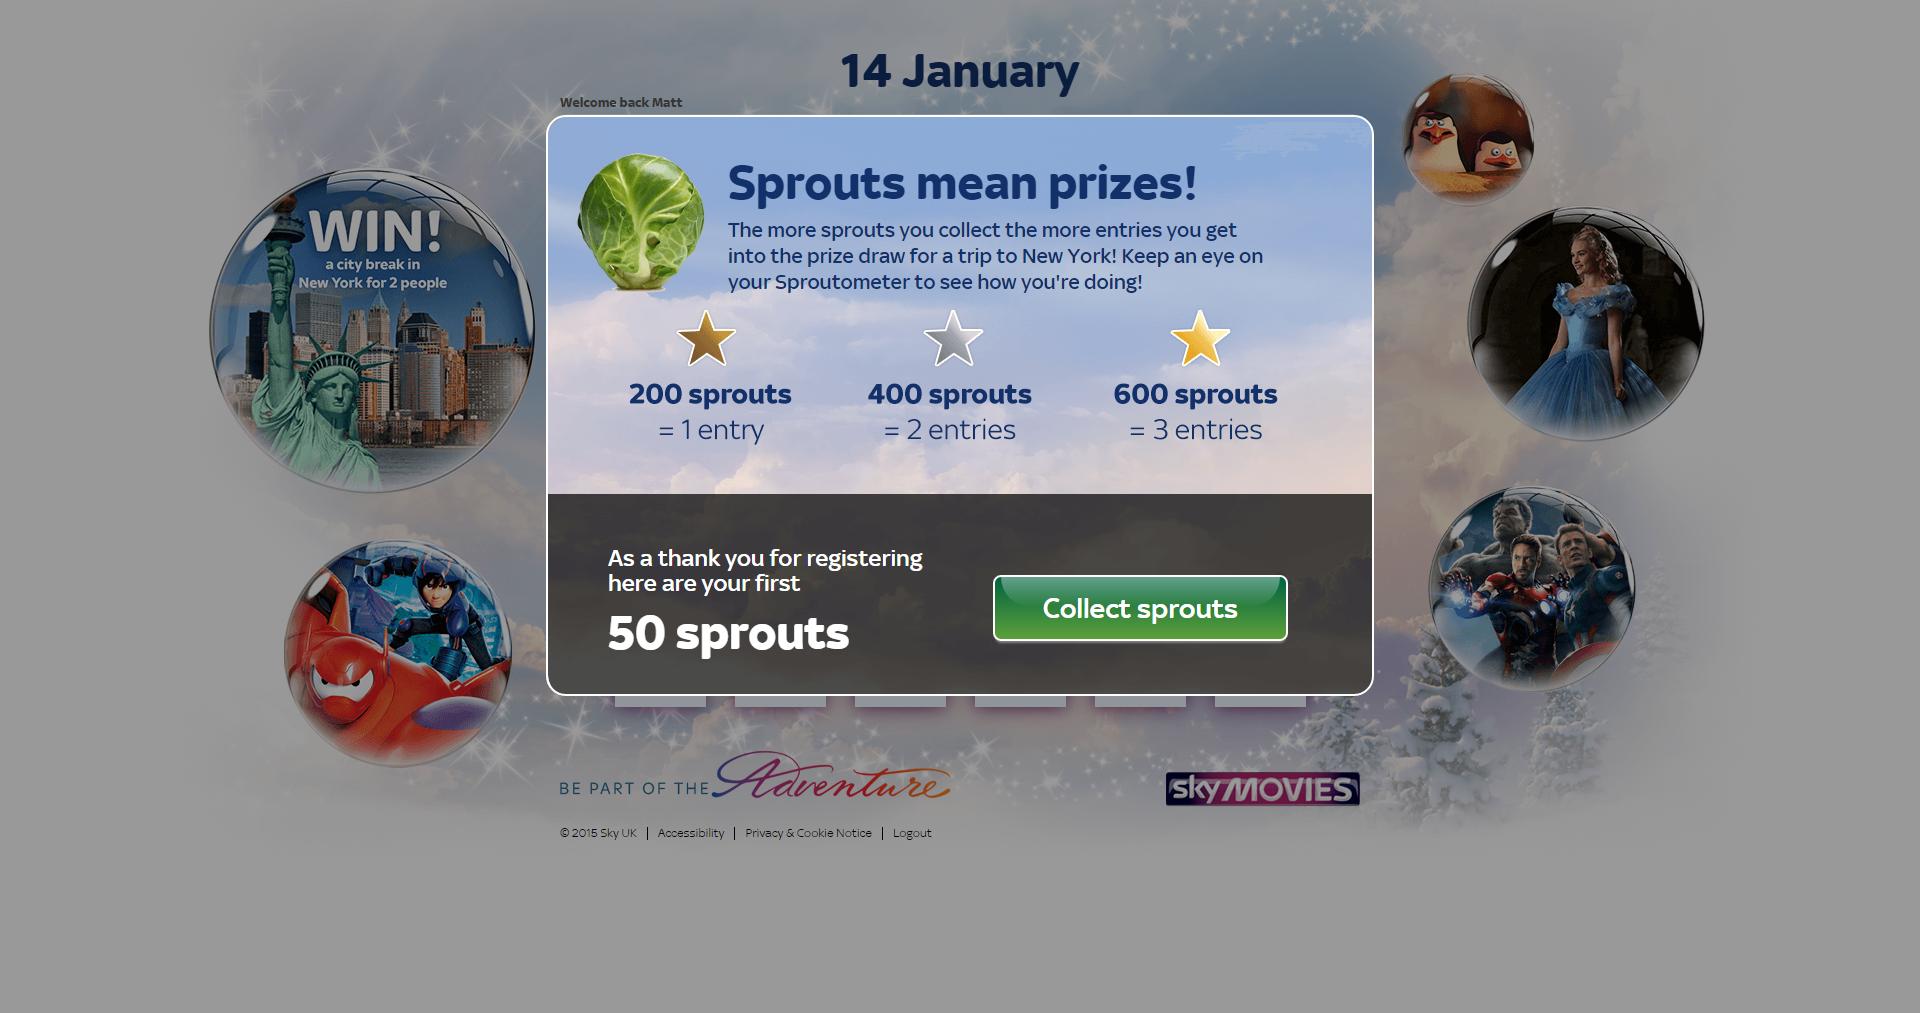 14 January
Welcome back Matt
WIN!
a city break in
New York for 2 people
Sprouts mean prizes!
The more sprouts you collect the more entries you get
into the prize draw for a trip to New York! Keep an eye on
your Sproutometer to see how you're doing!
200 sprouts
= 1 entry
400 sprouts
= 2 entries
600 sprouts
= 3 entries
As a thank you for registering
here are your first
50 sprouts
Collect sprouts
BE PART OF THE Adventure
sky MOVIES
© 2015 Sky UK | Accessibility | Privacy & Cookie Notice | Logout